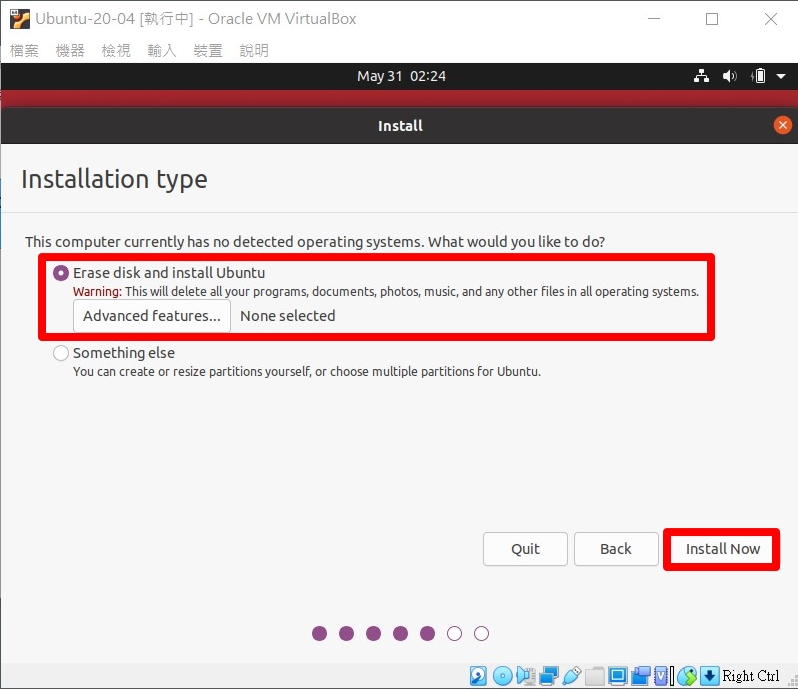 Ubuntu-20-04 [執行中] - Oracle VM VirtualBox
檔案 機器 檢視 輸入 裝置 說明
May 31 02:24
Install
Installation type
This computer currently has no detected operating systems. What would you like to do?
Erase disk and install Ubuntu
Warning: This will delete all your programs, documents, photos, music, and any other files in all operating systems.
Advanced features... None selected
Something else
You can create or resize partitions yourself, or choose multiple partitions for Ubuntu.
Quit Back Install Now
Right Ctrl